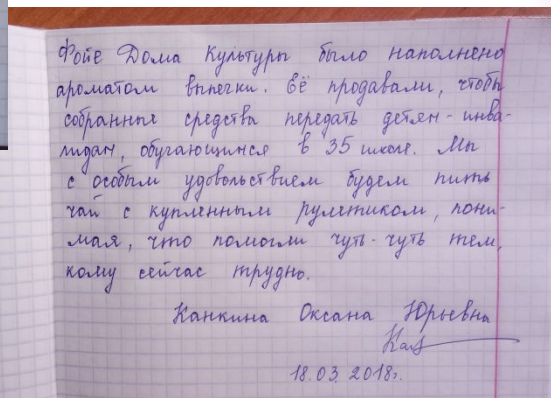 Фойе Дома Культуры было наполнено
ароматом выпечки. Её продавали, чтобы
собранные средства передать детям-инва-
лидам, обучающимся в 35 школе. Мы
с особым удовольствием будем пить
чай с купленным рулетиком, пони-
мая, что помогли чуть-чуть тем,
кому сейчас трудно.
Канкина Оксана Юрьевна
18.03.2018г.